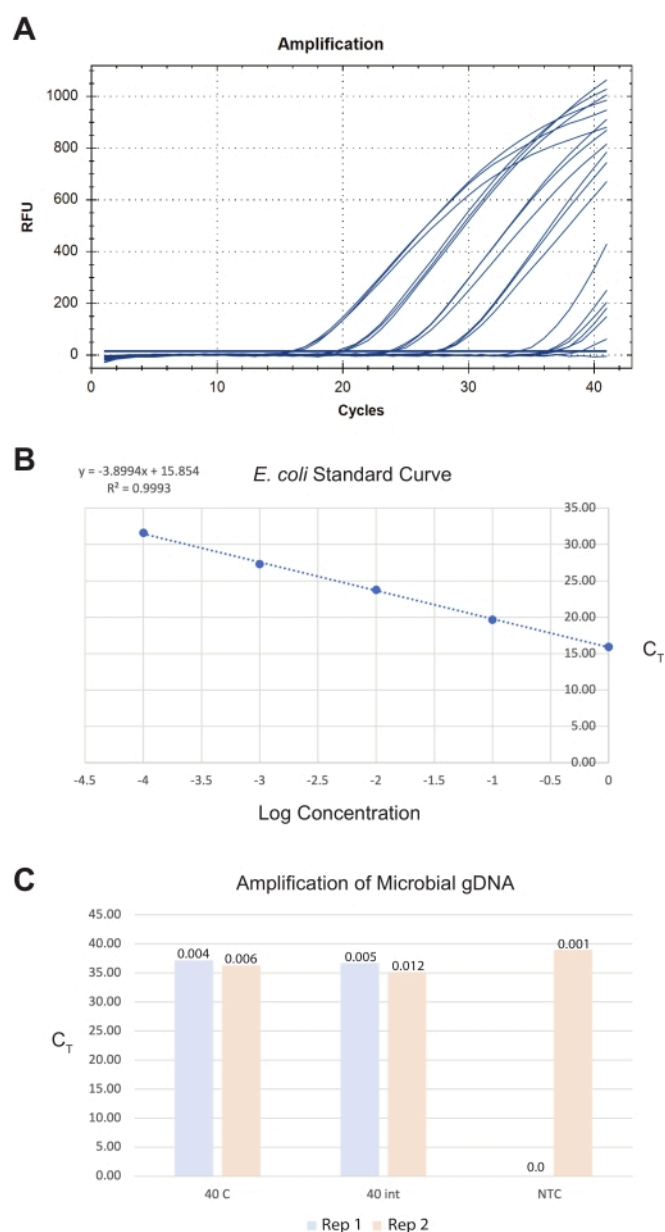 A
Amplification
1000
800
600
400
200
0
RFU
0 10 20 30 40
Cycles
B
y = -3.8994x + 15.854
R² = 0.9993
E. coli Standard Curve
35.00
30.00
25.00
20.00
15.00
10.00
5.00
0.00
C_T
-4.5 -4 -3.5 -3 -2.5 -2 -1.5 -1 -0.5 0
Log Concentration
C
Amplification of Microbial gDNA
45.00
40.00
35.00
30.00
25.00
20.00
15.00
10.00
5.00
0.00
C_T
0.004 0.006 0.005 0.012 0.0 0.001
40 C 40 int NTC
Rep 1 Rep 2